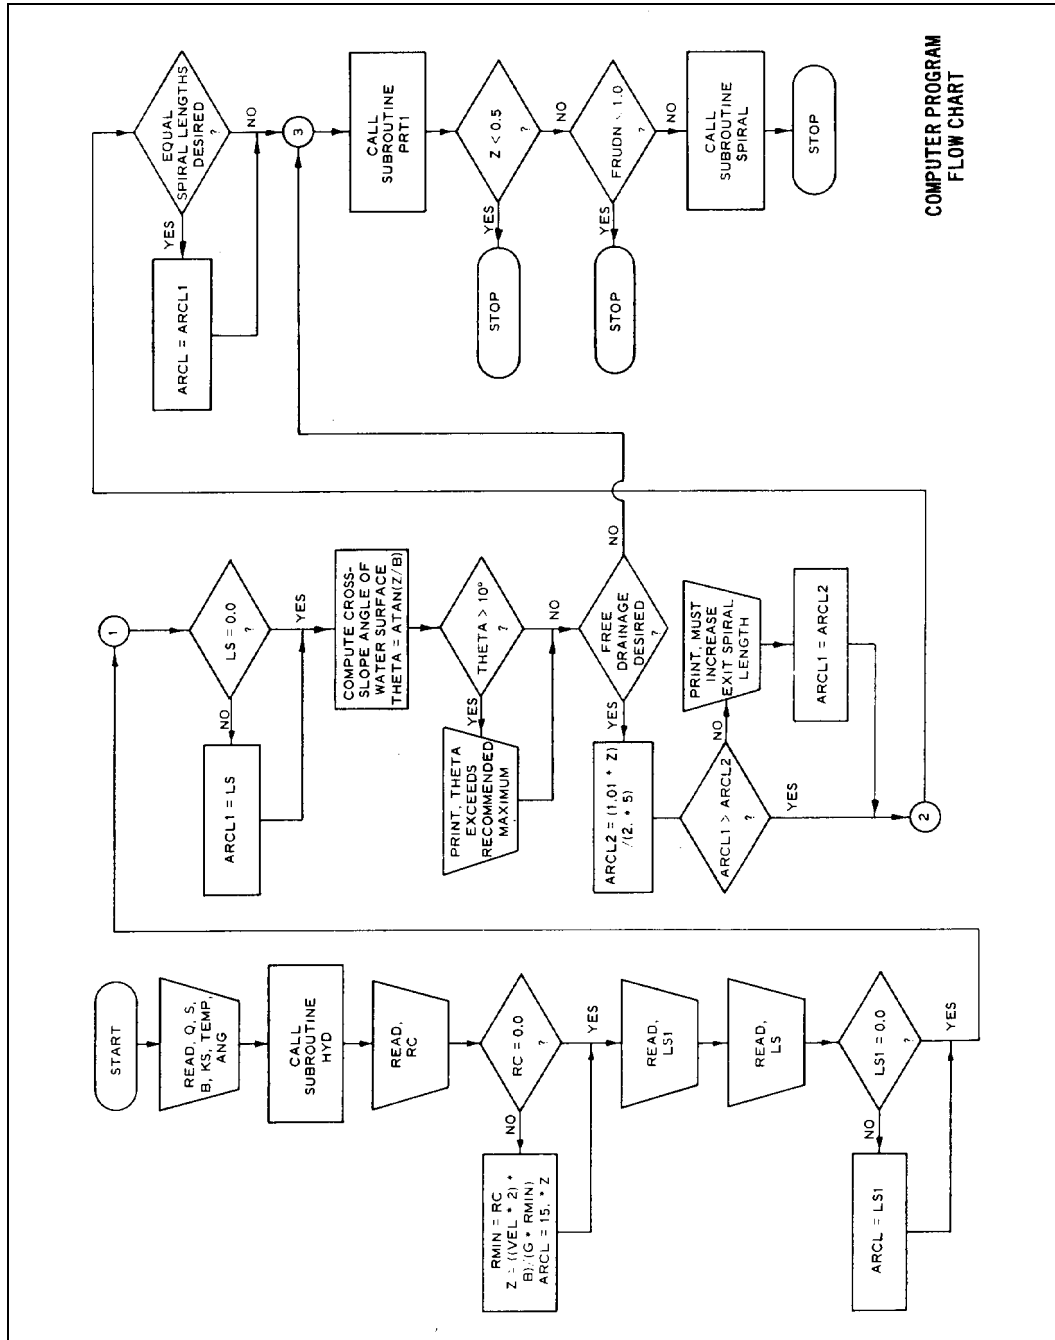 START
READ, Q, S,
B, KS, TEMP,
ANG
CALL
SUBROUTINE
HYD
READ,
RC
RC = 0.0
?
NO
YES
RMIN = RC
Z = ((VEL * 2) *
B)/(G * RMIN)
ARCL = 15. * Z
READ,
LS1
READ,
LS
LS1 = 0.0
?
NO
YES
ARCL = LS1
1
LS = 0.0
?
NO
YES
ARCL1 = LS
COMPUTE CROSS-
SLOPE ANGLE OF
WATER SURFACE
THETA = ATAN(Z/B)
THETA > 10°
?
YES
NO
PRINT, THETA
EXCEEDS
RECOMMENDED
MAXIMUM
FREE
DRAINAGE
DESIRED
?
YES
NO
ARCL2 = (1.01 * Z)
/(2. * 5)
ARCL1 > ARCL2
?
NO
YES
PRINT, MUST
INCREASE
EXIT SPIRAL
LENGTH
ARCL1 = ARCL2
2
EQUAL
SPIRAL LENGTHS
DESIRED
?
YES
NO
ARCL = ARCL1
3
CALL
SUBROUTINE
PRT1
Z < 0.5
?
YES
NO
STOP
FRUDN < 1.0
?
YES
NO
STOP
CALL
SUBROUTINE
SPIRAL
STOP
COMPUTER PROGRAM
FLOW CHART